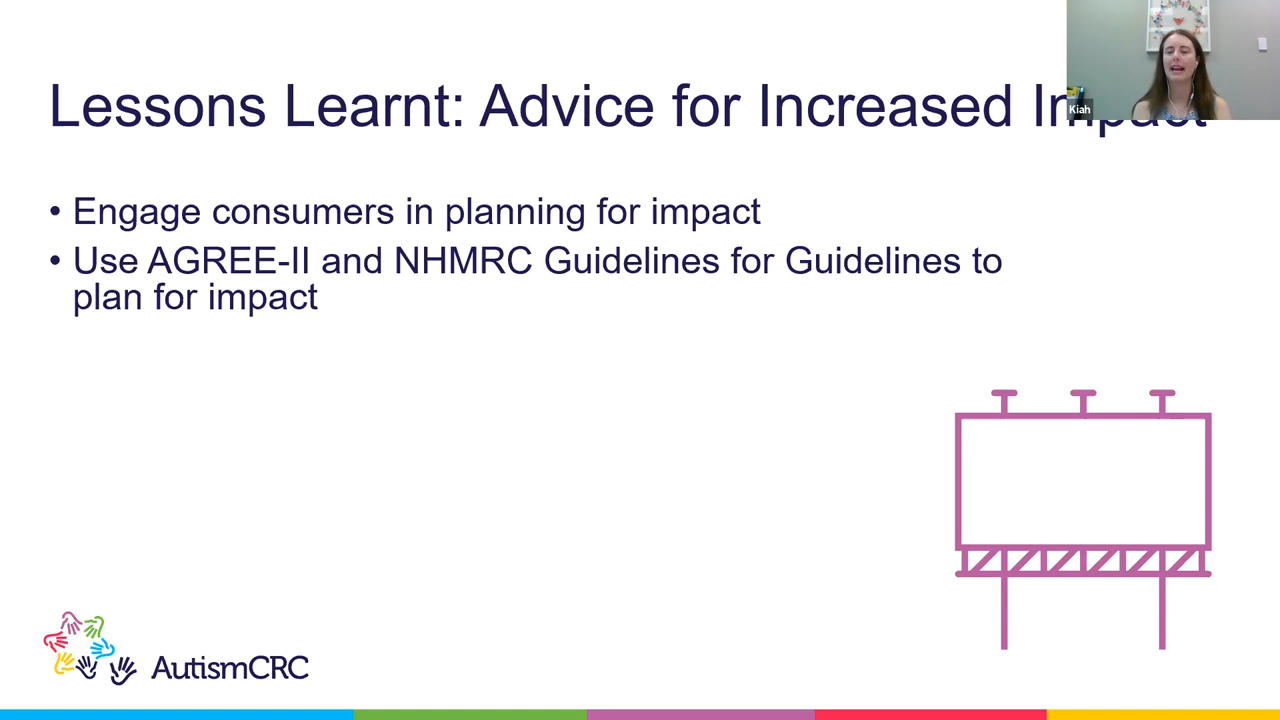 Lessons Learnt: Advice for Increased Impact
Kiah
• Engage consumers in planning for impact
• Use AGREE-II and NHMRC Guidelines for Guidelines to
plan for impact
AutismCRC